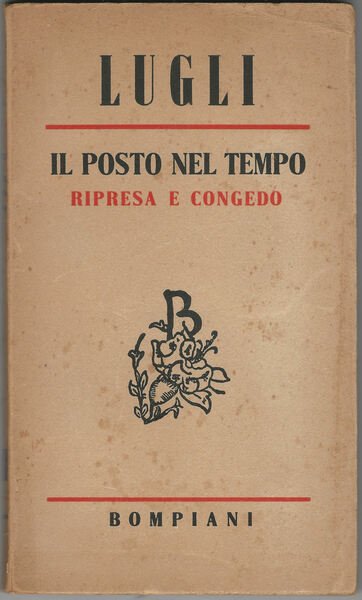 LUGLI
IL POSTO NEL TEMPO
RIPRESA E CONGEDO
B
BOMPIANI